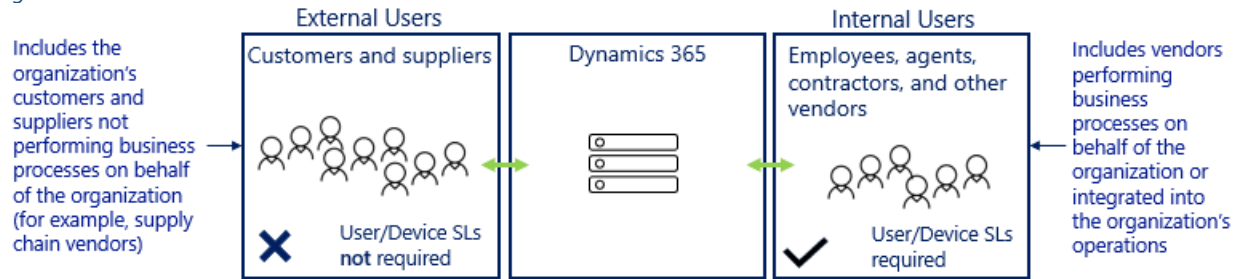 External Users
Internal Users
Includes the
organization's
customers and
suppliers not
performing business
processes on behalf
of the organization
(for example, supply
chain vendors)
Customers and suppliers
User/Device SLs
not required
Dynamics 365
Employees, agents,
contractors, and other
vendors
User/Device SLs
required
Includes vendors
performing
business
processes on
behalf of the
organization or
integrated into
the organization's
operations